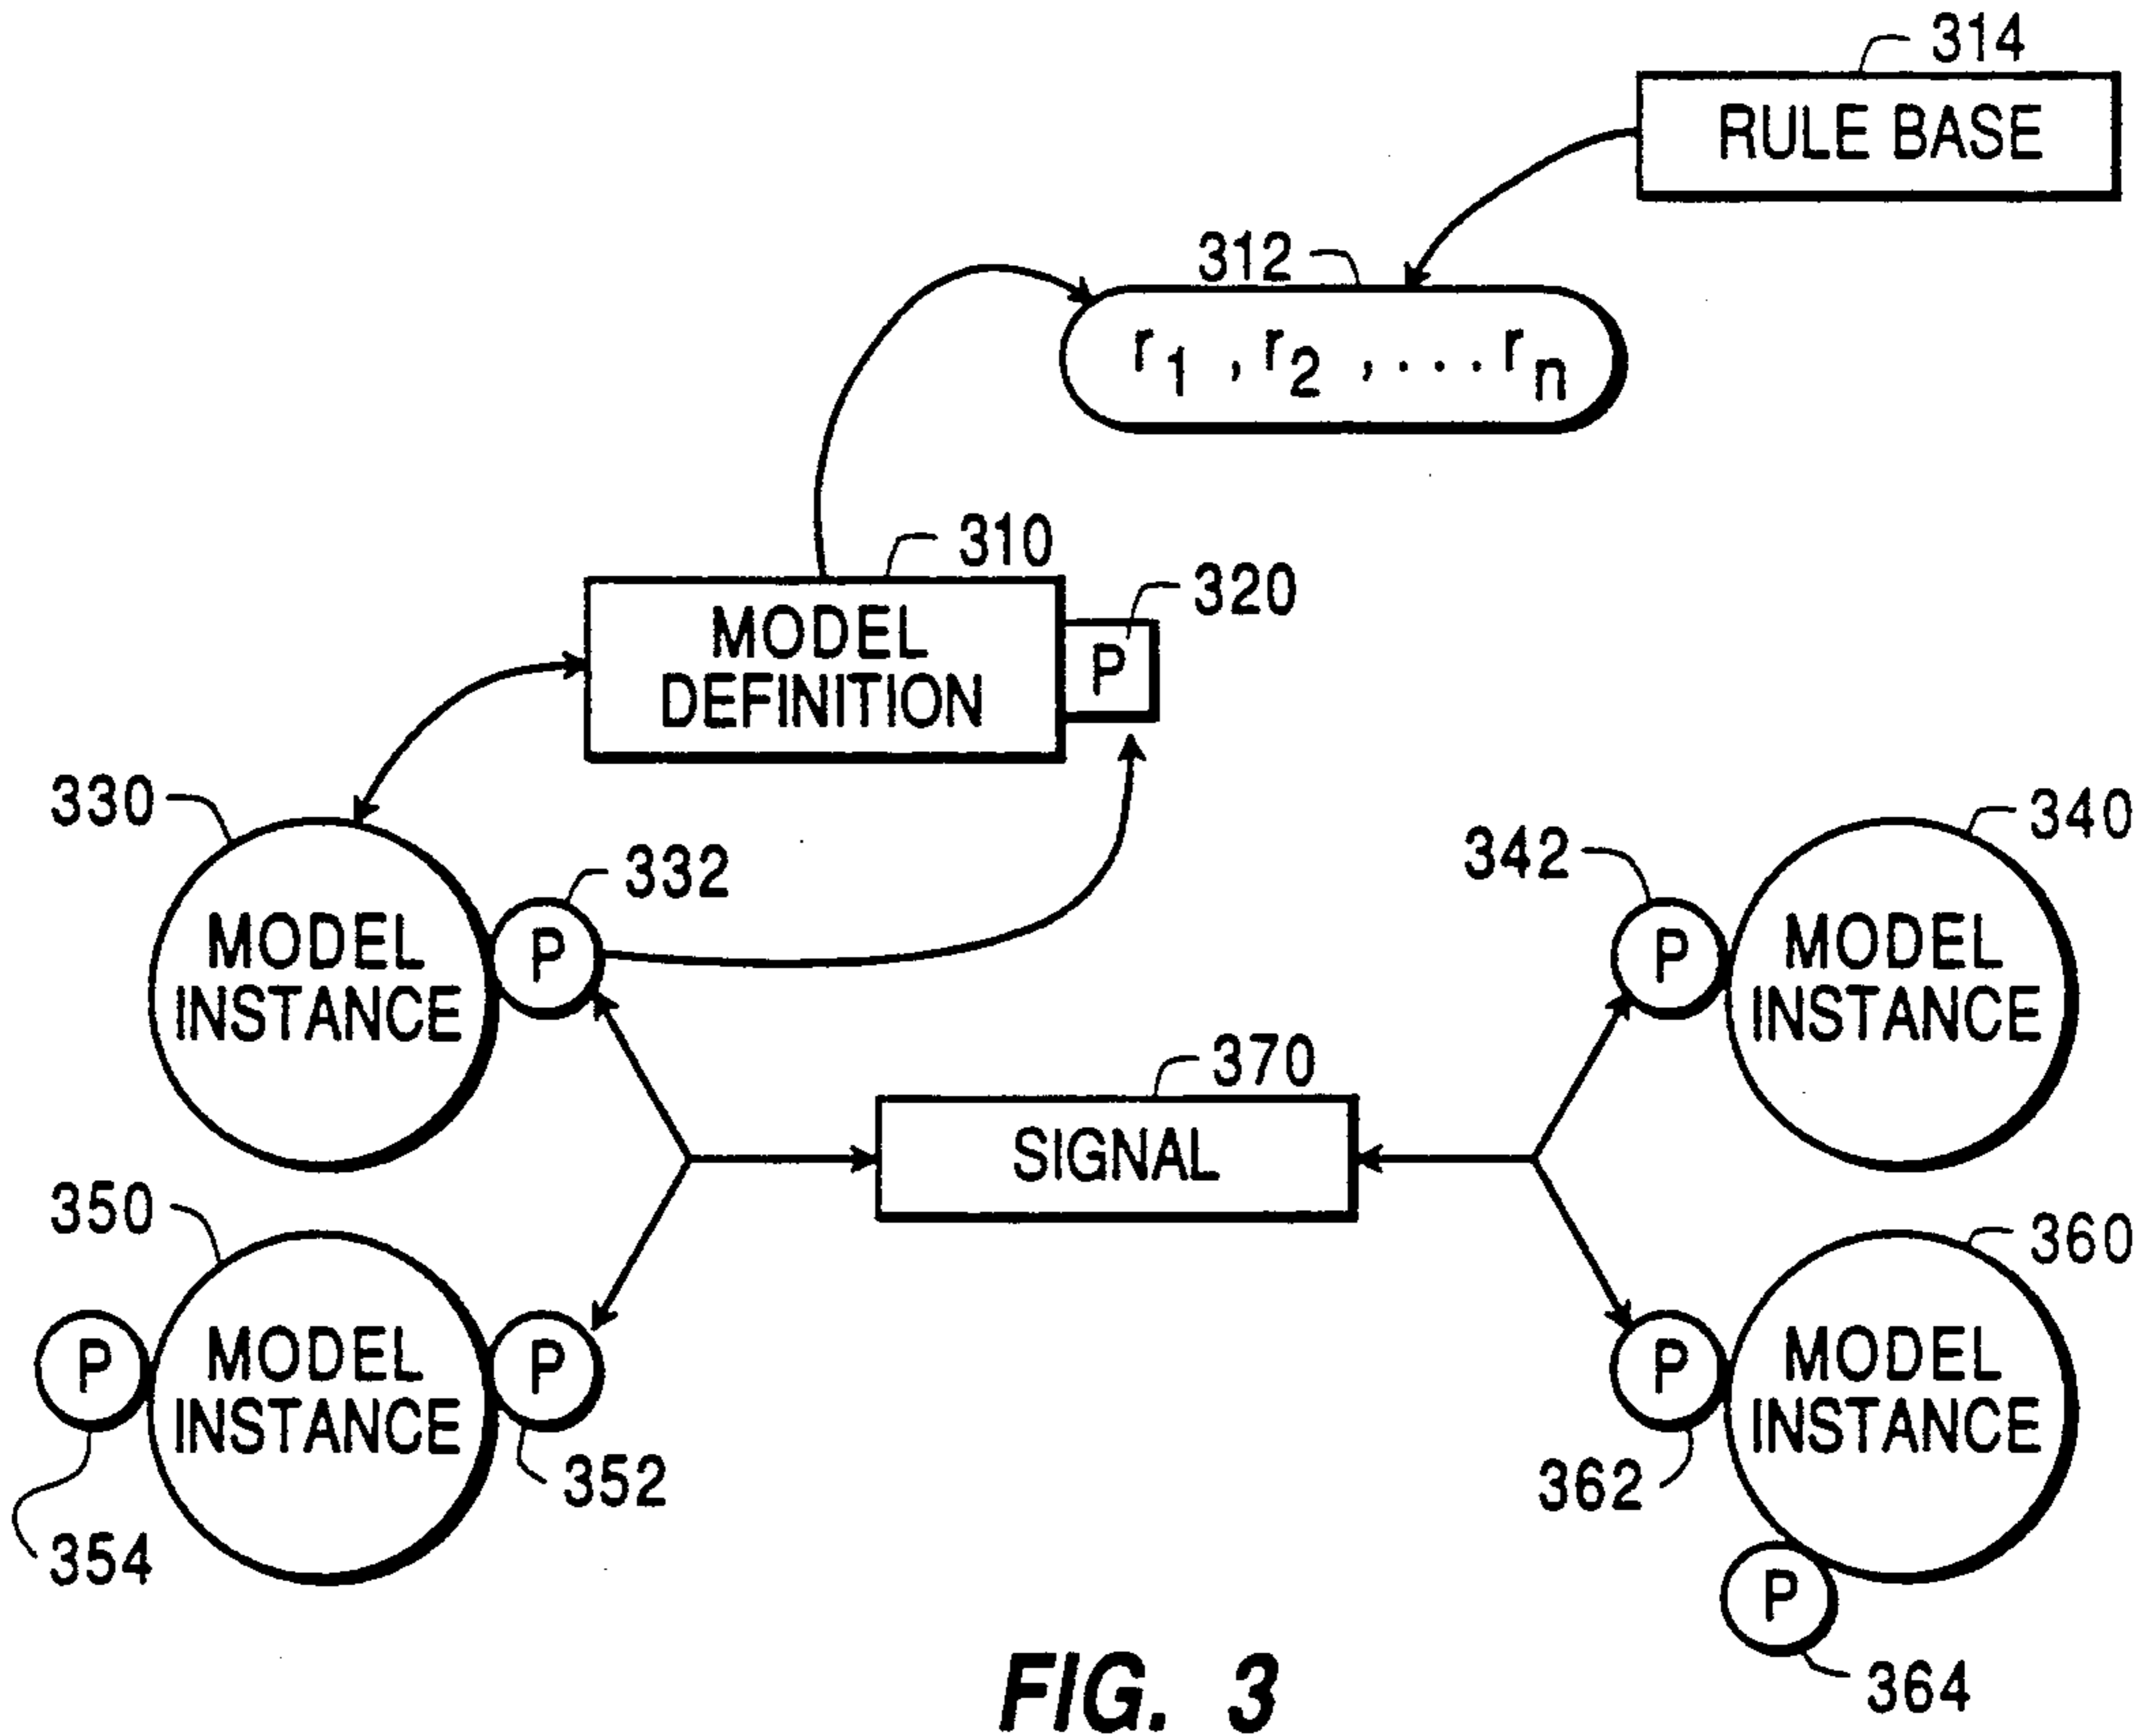 314
RULE BASE
312
r1 , r2 , . . . rn
310
320
MODEL
DEFINITION
P
330
332
MODEL
INSTANCE
P
342
340
P
MODEL
INSTANCE
370
SIGNAL
350
P
MODEL
INSTANCE
P
352
354
360
P
MODEL
INSTANCE
362
P
364
FIG. 3